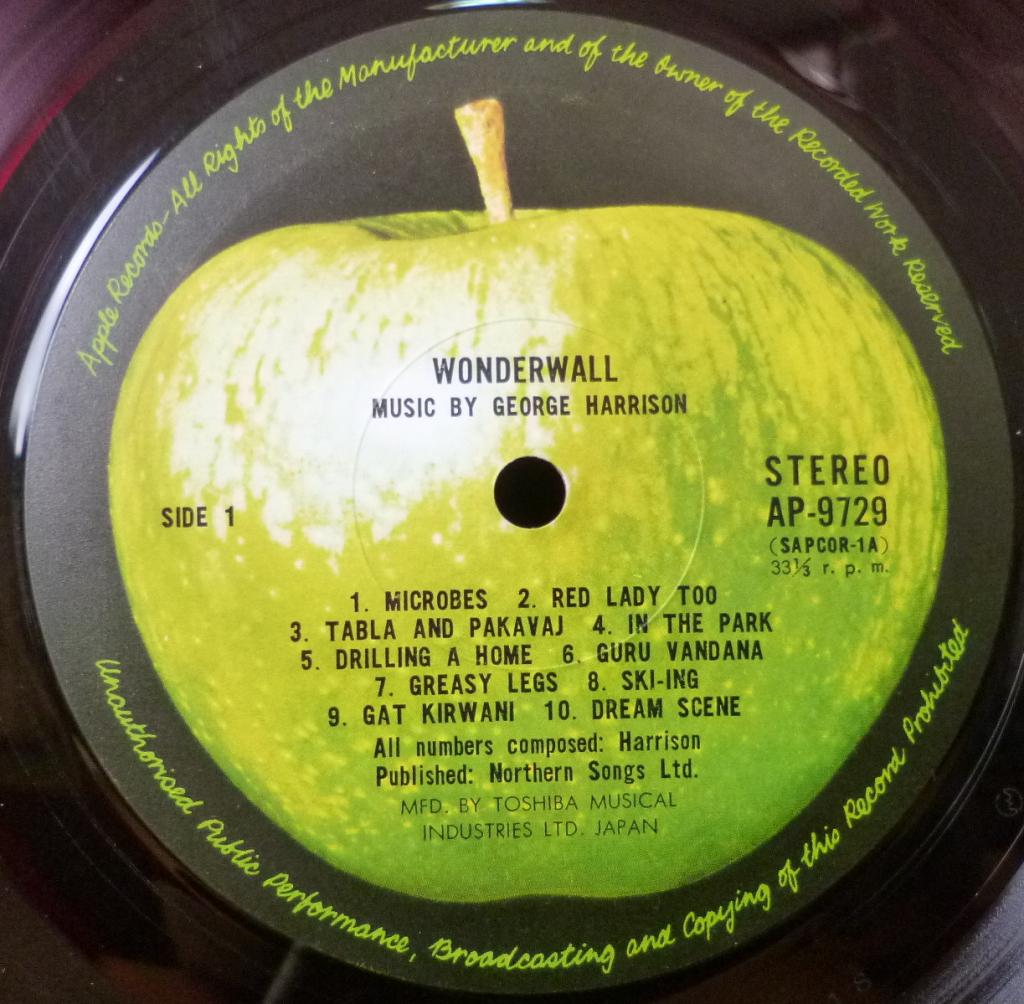 Apple Records-All Rights of the Manufacturer and of the Owner of the Recorded Work Reserved
WONDERWALL
MUSIC BY GEORGE HARRISON
SIDE 1
STEREO
AP-9729
(SAPCOR-1A)
33⅓ r. p. m.
1. MICROBES 2. RED LADY TOO
3. TABLA AND PAKAVAJ 4. IN THE PARK
5. DRILLING A HOME 6. GURU VANDANA
7. GREASY LEGS 8. SKI-ING
9. GAT KIRWANI 10. DREAM SCENE
All numbers composed: Harrison
Published: Northern Songs Ltd.
MFD. BY TOSHIBA MUSICAL
INDUSTRIES LTD. JAPAN
Unauthorised Public Performance, Broadcasting and Copying of this Record Prohibited